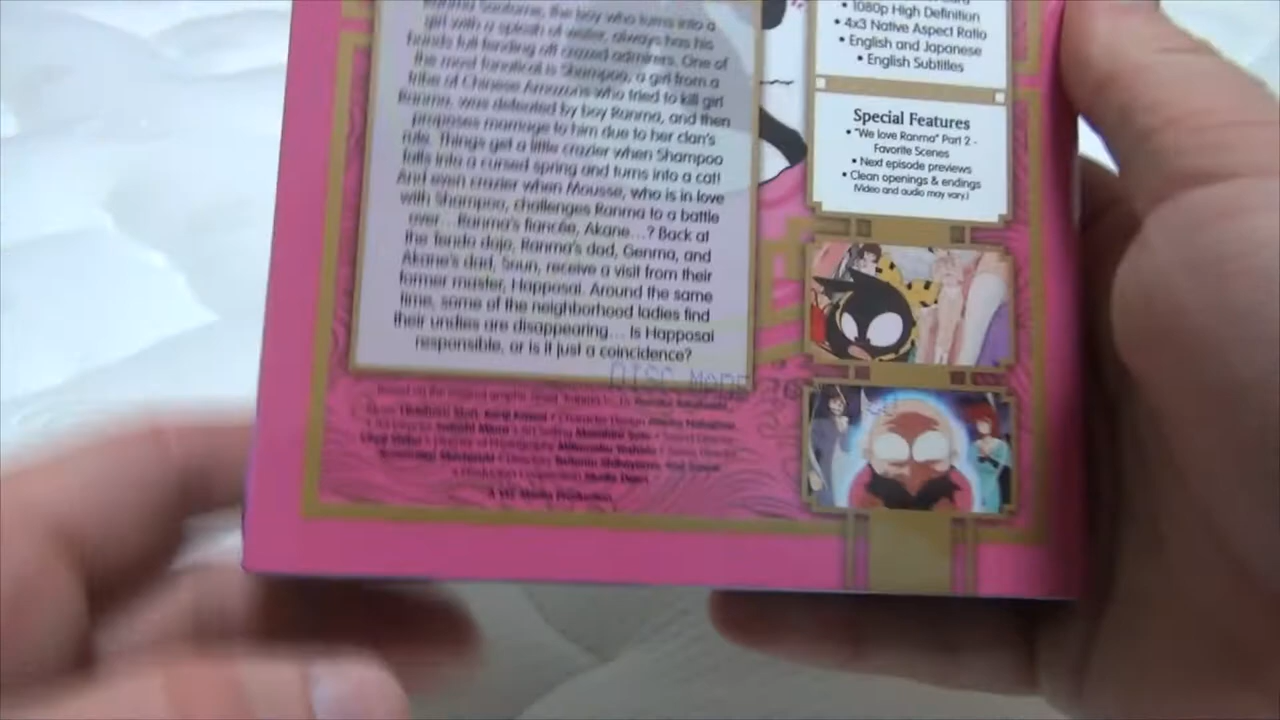 Ranma Saotome, the boy who turns into a
girl with a splash of water, always has his
hands full fending off crazed admirers. One of
the most fanatical is Shampoo, a girl from a
tribe of Chinese Amazons who tried to kill girl
Ranma, was defeated by boy Ranma, and then
proposes marriage to him due to her clan's
rule. Things get a little crazier when Shampoo
falls into a cursed spring and turns into a cat!
And even crazier when Mousse, who is in love
with Shampoo, challenges Ranma to a battle
over... Ranma's fiancée, Akane...? Back at
the Tendo dojo, Ranma's dad, Genma, and
Akane's dad, Soun, receive a visit from their
former master, Happosai. Around the same
time, some of the neighborhood ladies find
their undies are disappearing... Is Happosai
responsible, or is it just a coincidence?
A VIZ Media Production
• 1080p High Definition
• 4x3 Native Aspect Ratio
• English and Japanese
• English Subtitles
Special Features
• "We love Ranma" Part 2 -
Favorite Scenes
• Next episode previews
• Clean openings & endings
(Video and audio may vary.)